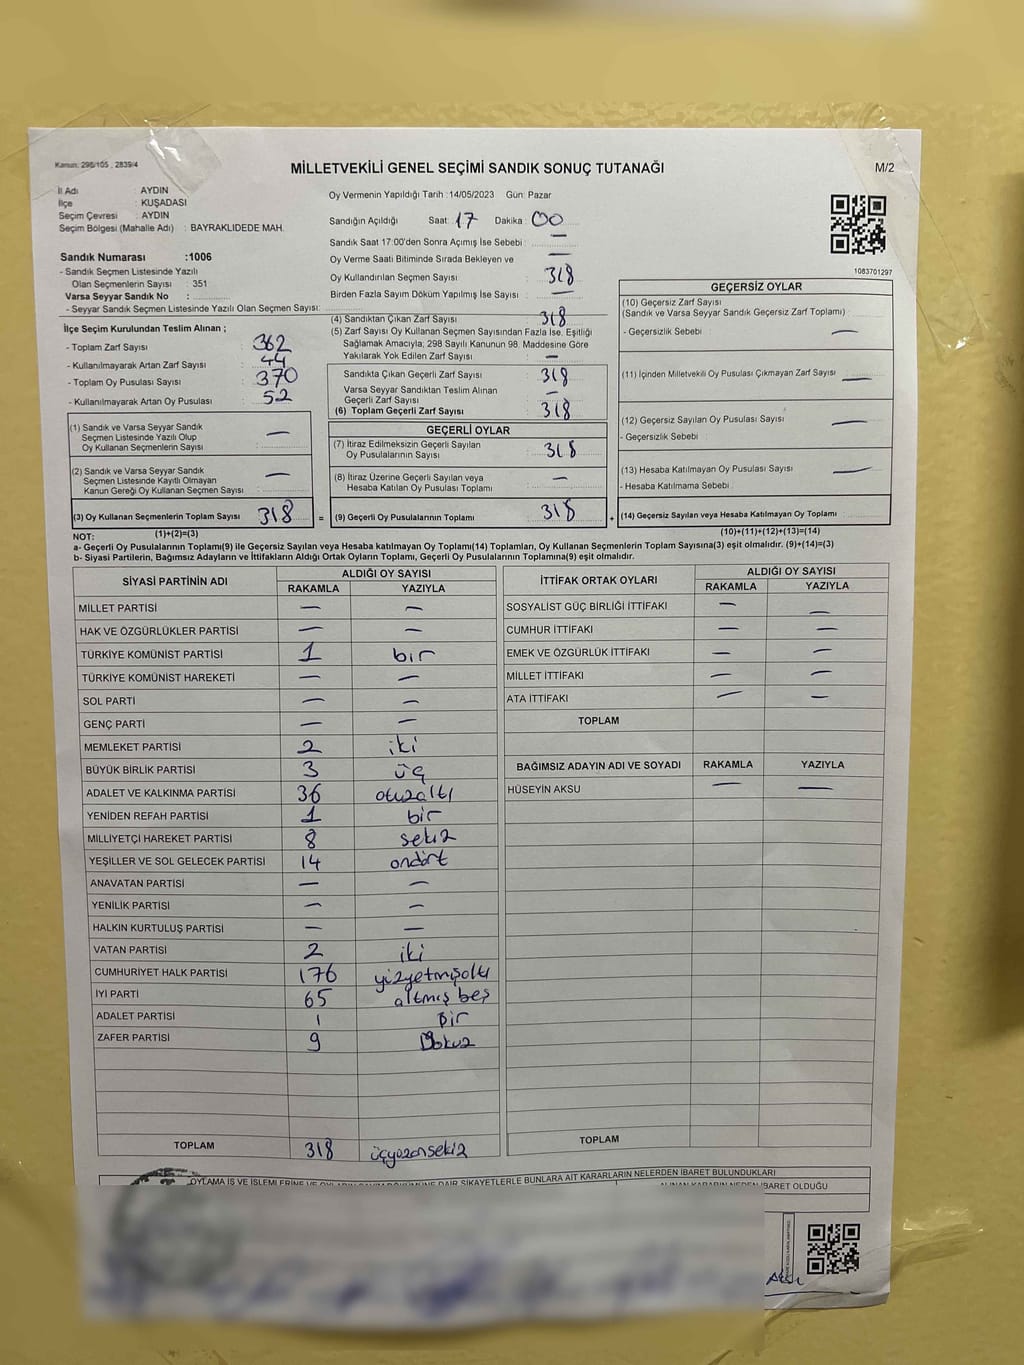 Kanun: 298/105 , 2839/4
MİLLETVEKİLİ GENEL SEÇİMİ SANDIK SONUÇ TUTANAĞI
M/2
İl Adı : AYDIN
İlçe : KUŞADASI
Seçim Çevresi : AYDIN
Seçim Bölgesi (Mahalle Adı) : BAYRAKLIDEDE MAH.
Sandık Numarası :1006
- Sandık Seçmen Listesinde Yazılı
Olan Seçmenlerin Sayısı : 351
Varsa Seyyar Sandık No :
- Seyyar Sandık Seçmen Listesinde Yazılı Olan Seçmen Sayısı:
Oy Vermenin Yapıldığı Tarih :14/05/2023 Gün: Pazar
Sandığın Açıldığı Saat: 17 Dakika : 00
Sandık Saat 17:00'den Sonra Açımış İse Sebebi : —
Oy Verme Saati Bitiminde Sırada Bekleyen ve —
Oy Kullandırılan Seçmen Sayısı : 318
Birden Fazla Sayım Döküm Yapılmış İse Sayısı : —
1083701297
İlçe Seçim Kurulundan Teslim Alınan ;
- Toplam Zarf Sayısı : 362
- Kullanılmayarak Artan Zarf Sayısı : 44
- Toplam Oy Pusulası Sayısı : 370
- Kullanılmayarak Artan Oy Pusulası : 52
(4) Sandıktan Çıkan Zarf Sayısı : 318
(5) Zarf Sayısı Oy Kullanan Seçmen Sayısından Fazla İse, Eşitliği
Sağlamak Amacıyla; 298 Sayılı Kanunun 98. Maddesine Göre
Yakılarak Yok Edilen Zarf Sayısı : —
Sandıkta Çıkan Geçerli Zarf Sayısı : 318
Varsa Seyyar Sandıktan Teslim Alınan
Geçerli Zarf Sayısı : —
(6) Toplam Geçerli Zarf Sayısı : 318
GEÇERSİZ OYLAR
(10) Geçersiz Zarf Sayısı
(Sandık ve Varsa Seyyar Sandık Geçersiz Zarf Toplamı) :
- Geçersizlik Sebebi : —
(11) İçinden Milletvekili Oy Pusulası Çıkmayan Zarf Sayısı : —
(12) Geçersiz Sayılan Oy Pusulası Sayısı : —
- Geçersizlik Sebebi :
(13) Hesaba Katılmayan Oy Pusulası Sayısı : —
- Hesaba Katılmama Sebebi :
(14) Geçersiz Sayılan veya Hesaba Katılmayan Oy Toplamı :
(10)+(11)+(12)+(13)=(14)
(1) Sandık ve Varsa Seyyar Sandık
Seçmen Listesinde Yazılı Olup
Oy Kullanan Seçmenlerin Sayısı : —
(2) Sandık ve Varsa Seyyar Sandık
Seçmen Listesinde Kayıtlı Olmayan
Kanun Gereği Oy Kullanan Seçmen Sayısı : —
(3) Oy Kullanan Seçmenlerin Toplam Sayısı : 318 =
(1)+(2)=(3)
GEÇERLİ OYLAR
(7) İtiraz Edilmeksizin Geçerli Sayılan
Oy Pusulalarının Sayısı : 318
(8) İtiraz Üzerine Geçerli Sayılan veya
Hesaba Katılan Oy Pusulası Toplamı : —
(9) Geçerli Oy Pusulalarının Toplamı : 318 +
NOT:
a- Geçerli Oy Pusulalarının Toplamı(9) ile Geçersiz Sayılan veya Hesaba katılmayan Oy Toplamı(14) Toplamları, Oy Kullanan Seçmenlerin Toplam Sayısına(3) eşit olmalıdır. (9)+(14)=(3)
b- Siyasi Partilerin, Bağımsız Adayların ve İttifakların Aldığı Ortak Oyların Toplamı, Geçerli Oy Pusulalarının Toplamına(9) eşit olmalıdır.
SİYASİ PARTİNİN ADI ALDIĞI OY SAYISI
RAKAMLA YAZIYLA
MİLLET PARTİSİ — —
HAK VE ÖZGÜRLÜKLER PARTİSİ — —
TÜRKİYE KOMÜNİST PARTİSİ 1 bir
TÜRKİYE KOMÜNİST HAREKETİ — —
SOL PARTİ — —
GENÇ PARTİ — —
MEMLEKET PARTİSİ 2 iki
BÜYÜK BİRLİK PARTİSİ 3 üç
ADALET VE KALKINMA PARTİSİ 36 otuzaltı
YENİDEN REFAH PARTİSİ 1 bir
MİLLİYETÇİ HAREKET PARTİSİ 8 sekiz
YEŞİLLER VE SOL GELECEK PARTİSİ 14 ondört
ANAVATAN PARTİSİ — —
YENİLİK PARTİSİ — —
HALKIN KURTULUŞ PARTİSİ — —
VATAN PARTİSİ 2 iki
CUMHURİYET HALK PARTİSİ 176 yüzyetmişaltı
İYİ PARTİ 65 altmış beş
ADALET PARTİSİ 1 bir
ZAFER PARTİSİ 9 Dokuz
TOPLAM 318 üçyüzonsekiz
İTTİFAK ORTAK OYLARI ALDIĞI OY SAYISI
RAKAMLA YAZIYLA
SOSYALİST GÜÇ BİRLİĞİ İTTİFAKI — —
CUMHUR İTTİFAKI — —
EMEK VE ÖZGÜRLÜK İTTİFAKI — —
MİLLET İTTİFAKI — —
ATA İTTİFAKI — —
TOPLAM
BAĞIMSIZ ADAYIN ADI VE SOYADI RAKAMLA YAZIYLA
HÜSEYİN AKSU — —
TOPLAM
OYLAMA İŞ VE İŞLEMLERİNE VE OYLARIN SAYIM DÖKÜMÜNE DAİR ŞİKAYETLERLE BUNLARA AİT KARARLARIN NELERDEN İBARET BULUNDUKLARI
ALINAN KARARIN NEDEN İBARET OLDUĞU